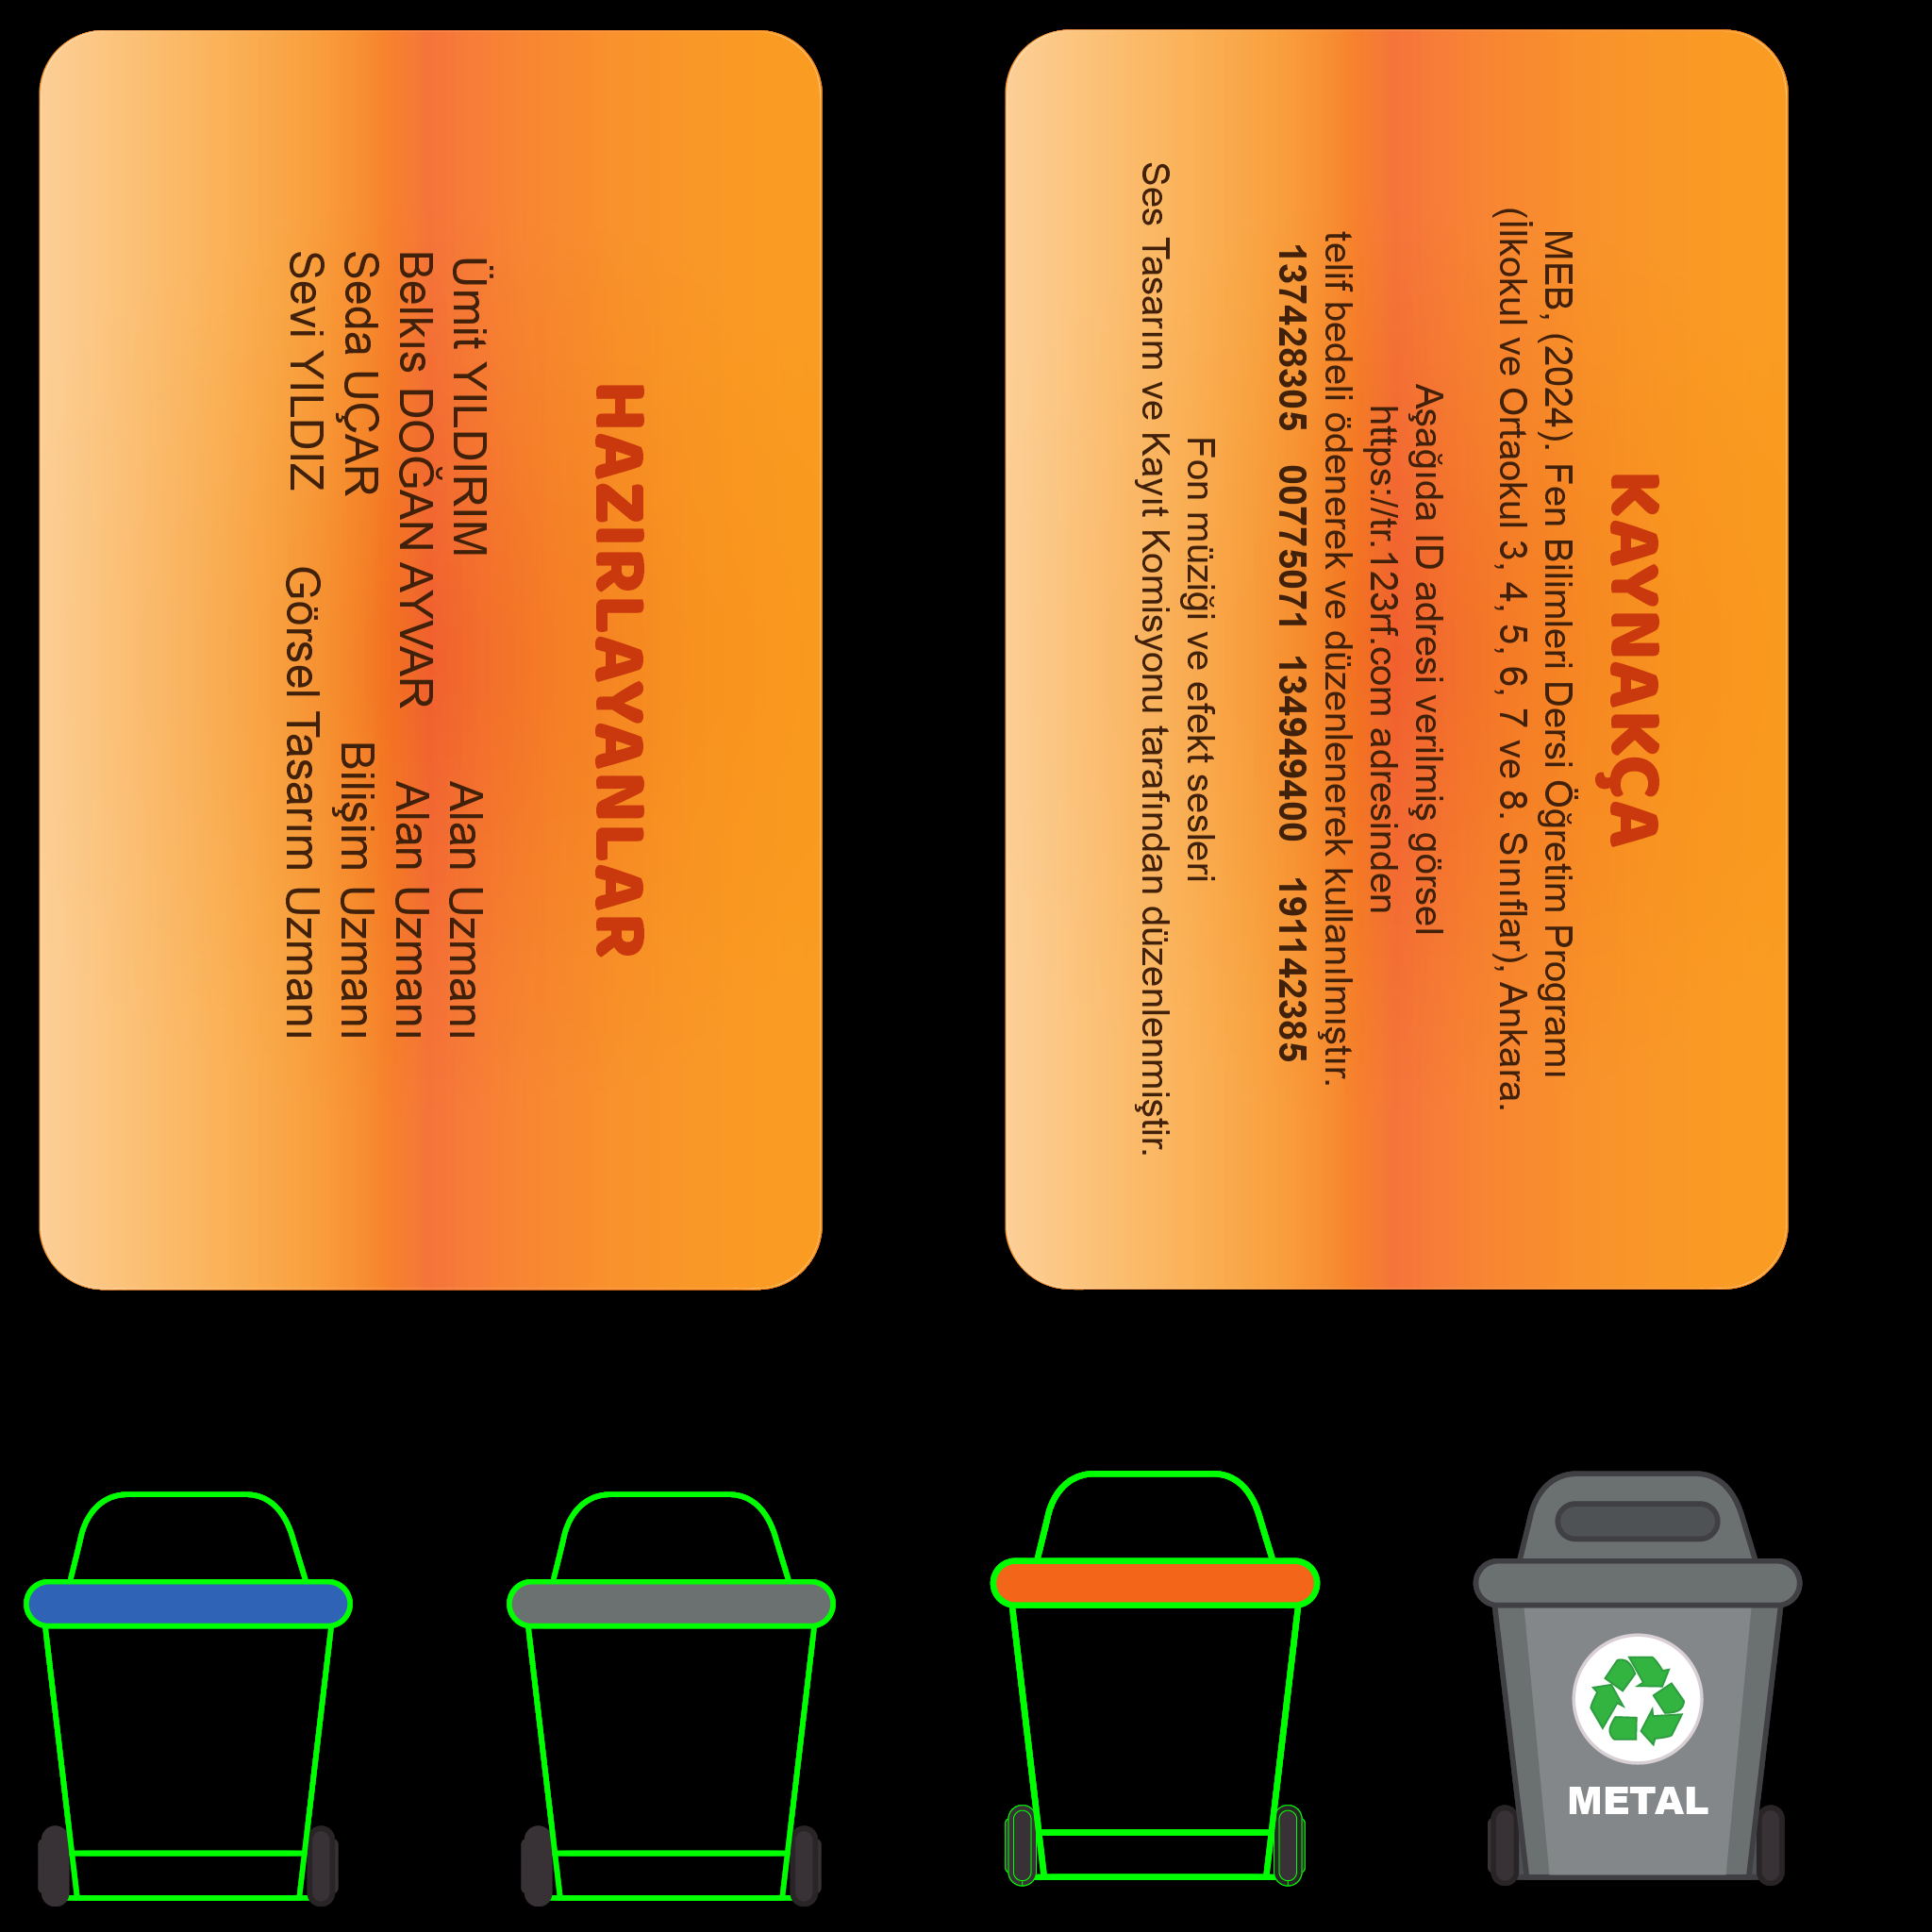 HAZIRLAYANLAR
Ümit YILDIRIM Alan Uzmanı
Belkıs DOĞAN AYVAR Alan Uzmanı
Seda UÇAR Bilişim Uzmanı
Sevi YILDIZ Görsel Tasarım Uzmanı
KAYNAKÇA
MEB, (2024). Fen Bilimleri Dersi Öğretim Programı
(İlkokul ve Ortaokul 3, 4, 5, 6, 7 ve 8. Sınıflar), Ankara.
Aşağıda ID adresi verilmiş görsel
https://tr.123rf.com adresinden
telif bedeli ödenerek ve düzenlenerek kullanılmıştır.
137428305 00775071 134949400 191142385
Fon müziği ve efekt sesleri
Ses Tasarım ve Kayıt Komisyonu tarafından düzenlenmiştir.
METAL